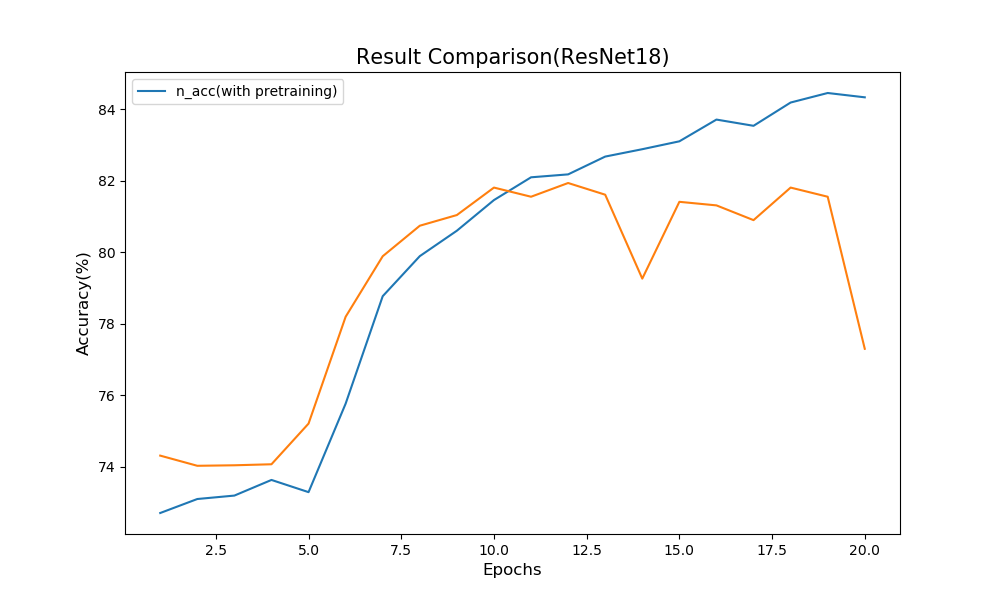 Result Comparison(ResNet18)
n_acc(with pretraining)
Accuracy(%)
84
82
80
78
76
74
2.5 5.0 7.5 10.0 12.5 15.0 17.5 20.0
Epochs